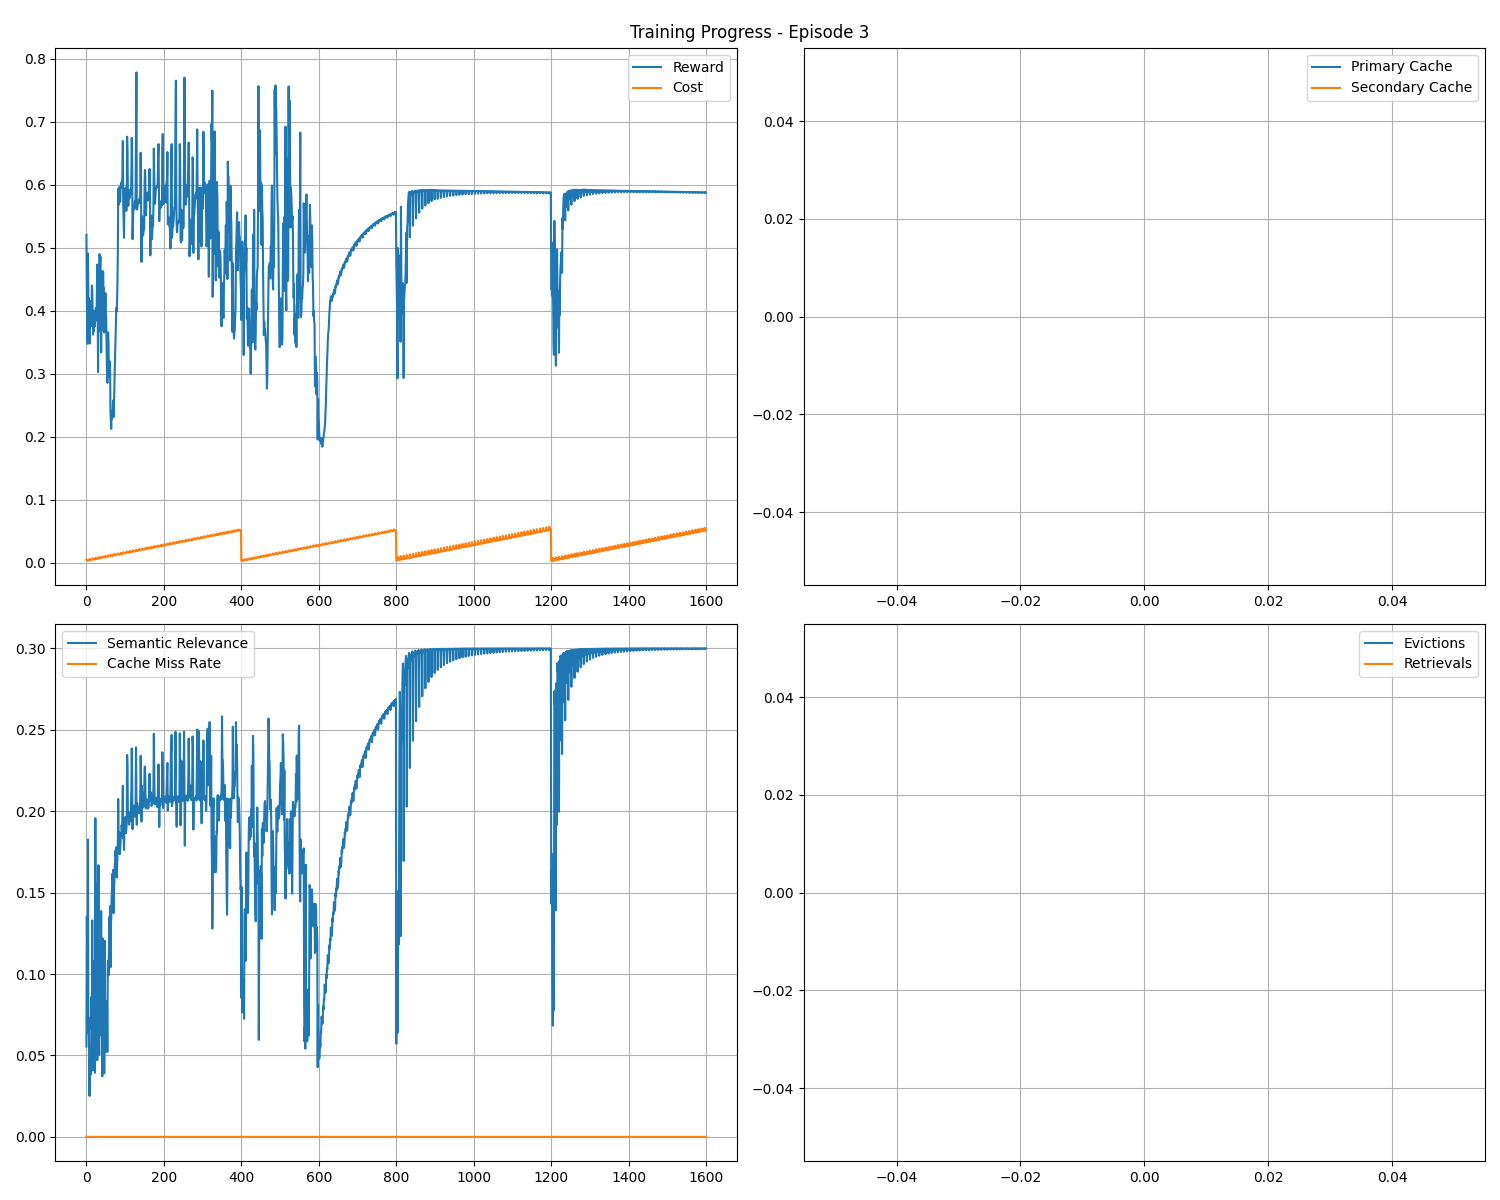 Training Progress - Episode 3
0.8
0.7
0.6
0.5
0.4
0.3
0.2
0.1
0.0
Reward
Cost
0 200 400 600 800 1000 1200 1400 1600
0.04
0.02
0.00
−0.02
−0.04
Primary Cache
Secondary Cache
−0.04 −0.02 0.00 0.02 0.04
0.30
0.25
0.20
0.15
0.10
0.05
0.00
Semantic Relevance
Cache Miss Rate
0 200 400 600 800 1000 1200 1400 1600
0.04
0.02
0.00
−0.02
−0.04
Evictions
Retrievals
−0.04 −0.02 0.00 0.02 0.04